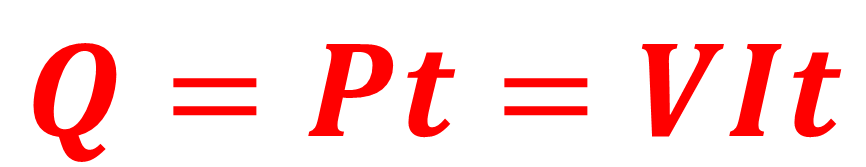 Q = Pt = VIt